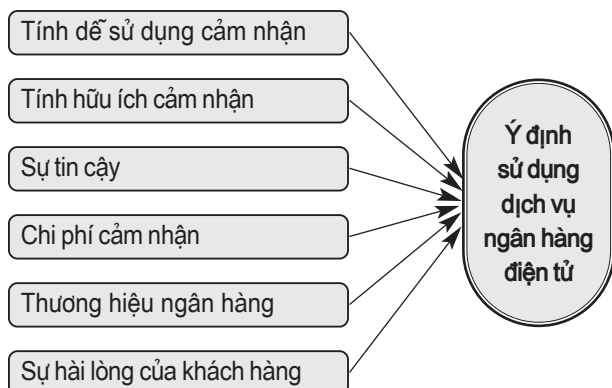 Tính dễ sử dụng cảm nhận
Tính hữu ích cảm nhận
Sự tin cậy
Chi phí cảm nhận
Thương hiệu ngân hàng
Sự hài lòng của khách hàng
Ý định
sử dụng
dịch vụ
ngân hàng
điện tử